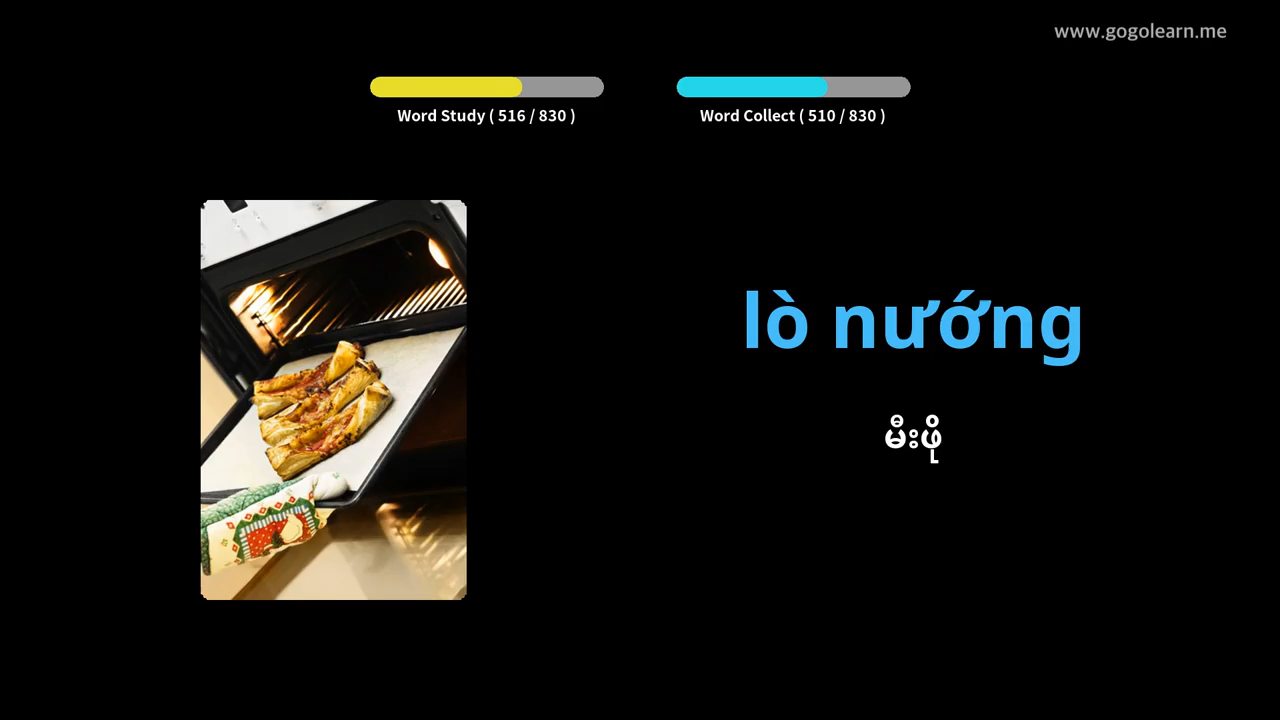 www.gogolearn.me
Word Study ( 516 / 830 )
Word Collect ( 510 / 830 )
lò nướng
မီးဖို